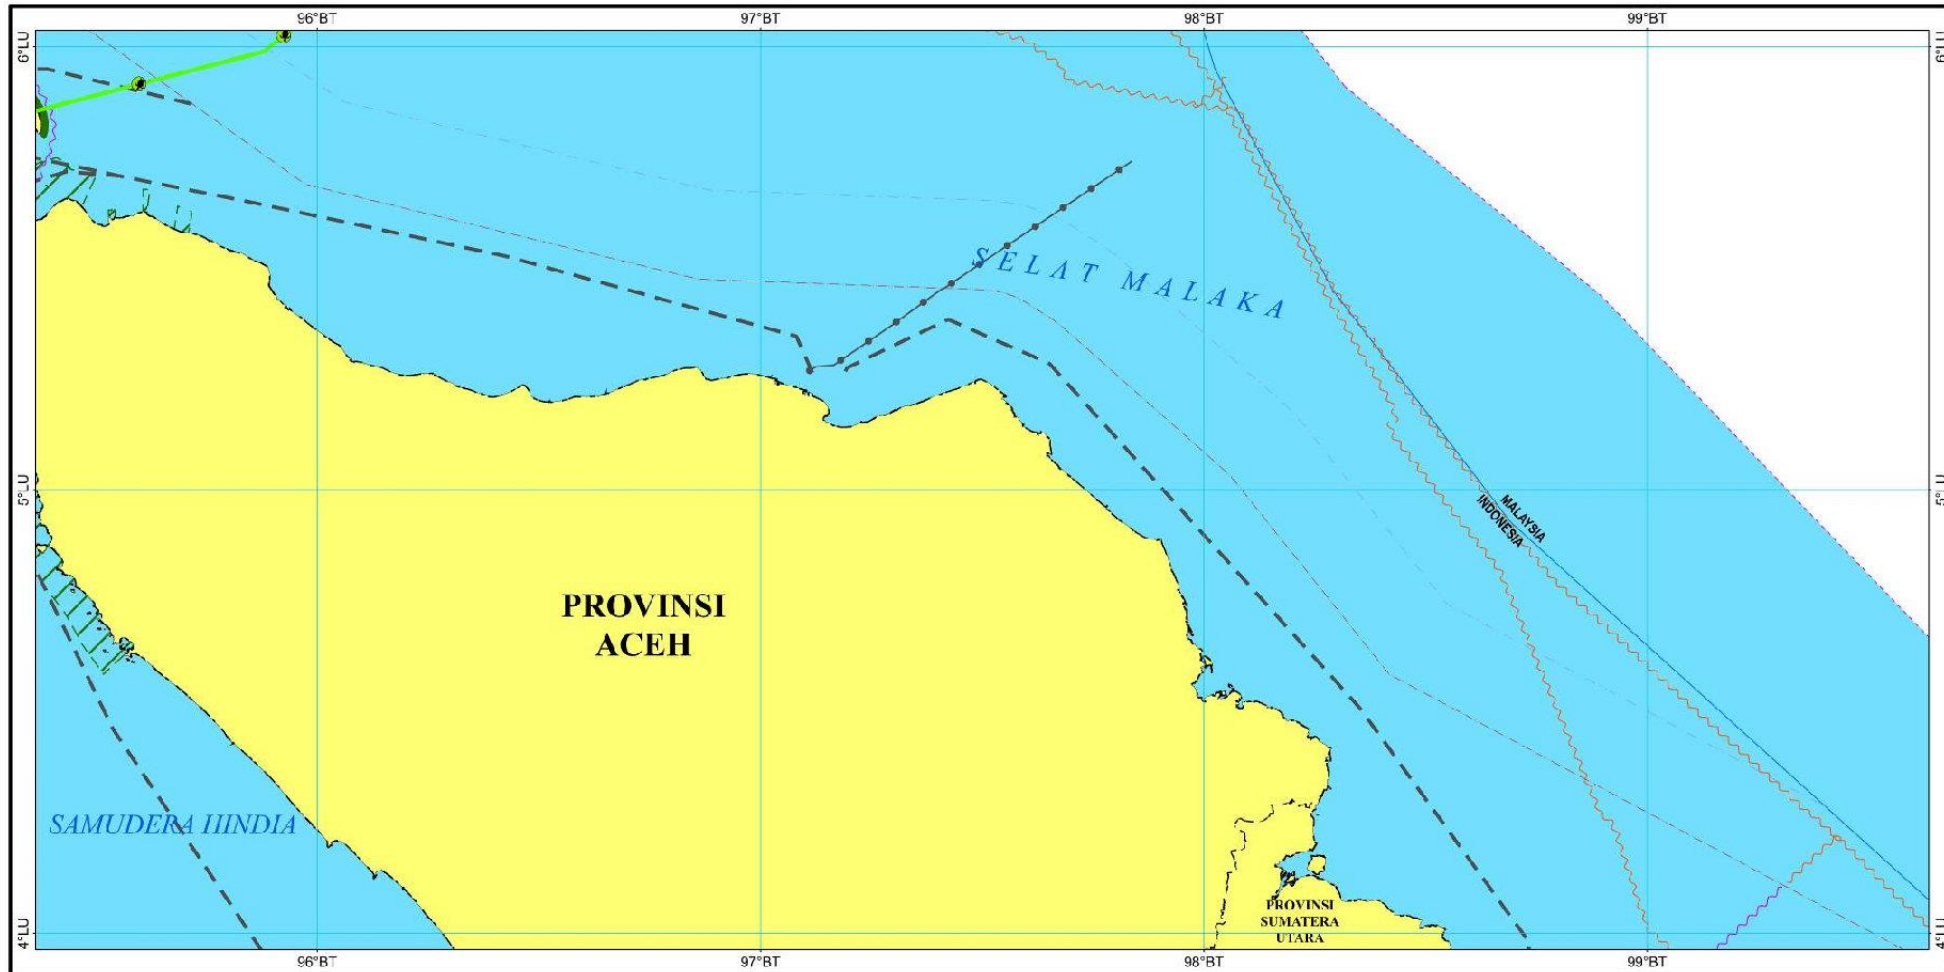 96°BT
97°BT
98°BT
99°BT
6°LU
6°LU
SELAT MALAKA
5°LU
5°LU
MALAYSIA
INDONESIA
PROVINSI
ACEH
SAMUDERA HINDIA
PROVINSI
SUMATERA
UTARA
4°LU
4°LU
96°BT
97°BT
98°BT
99°BT